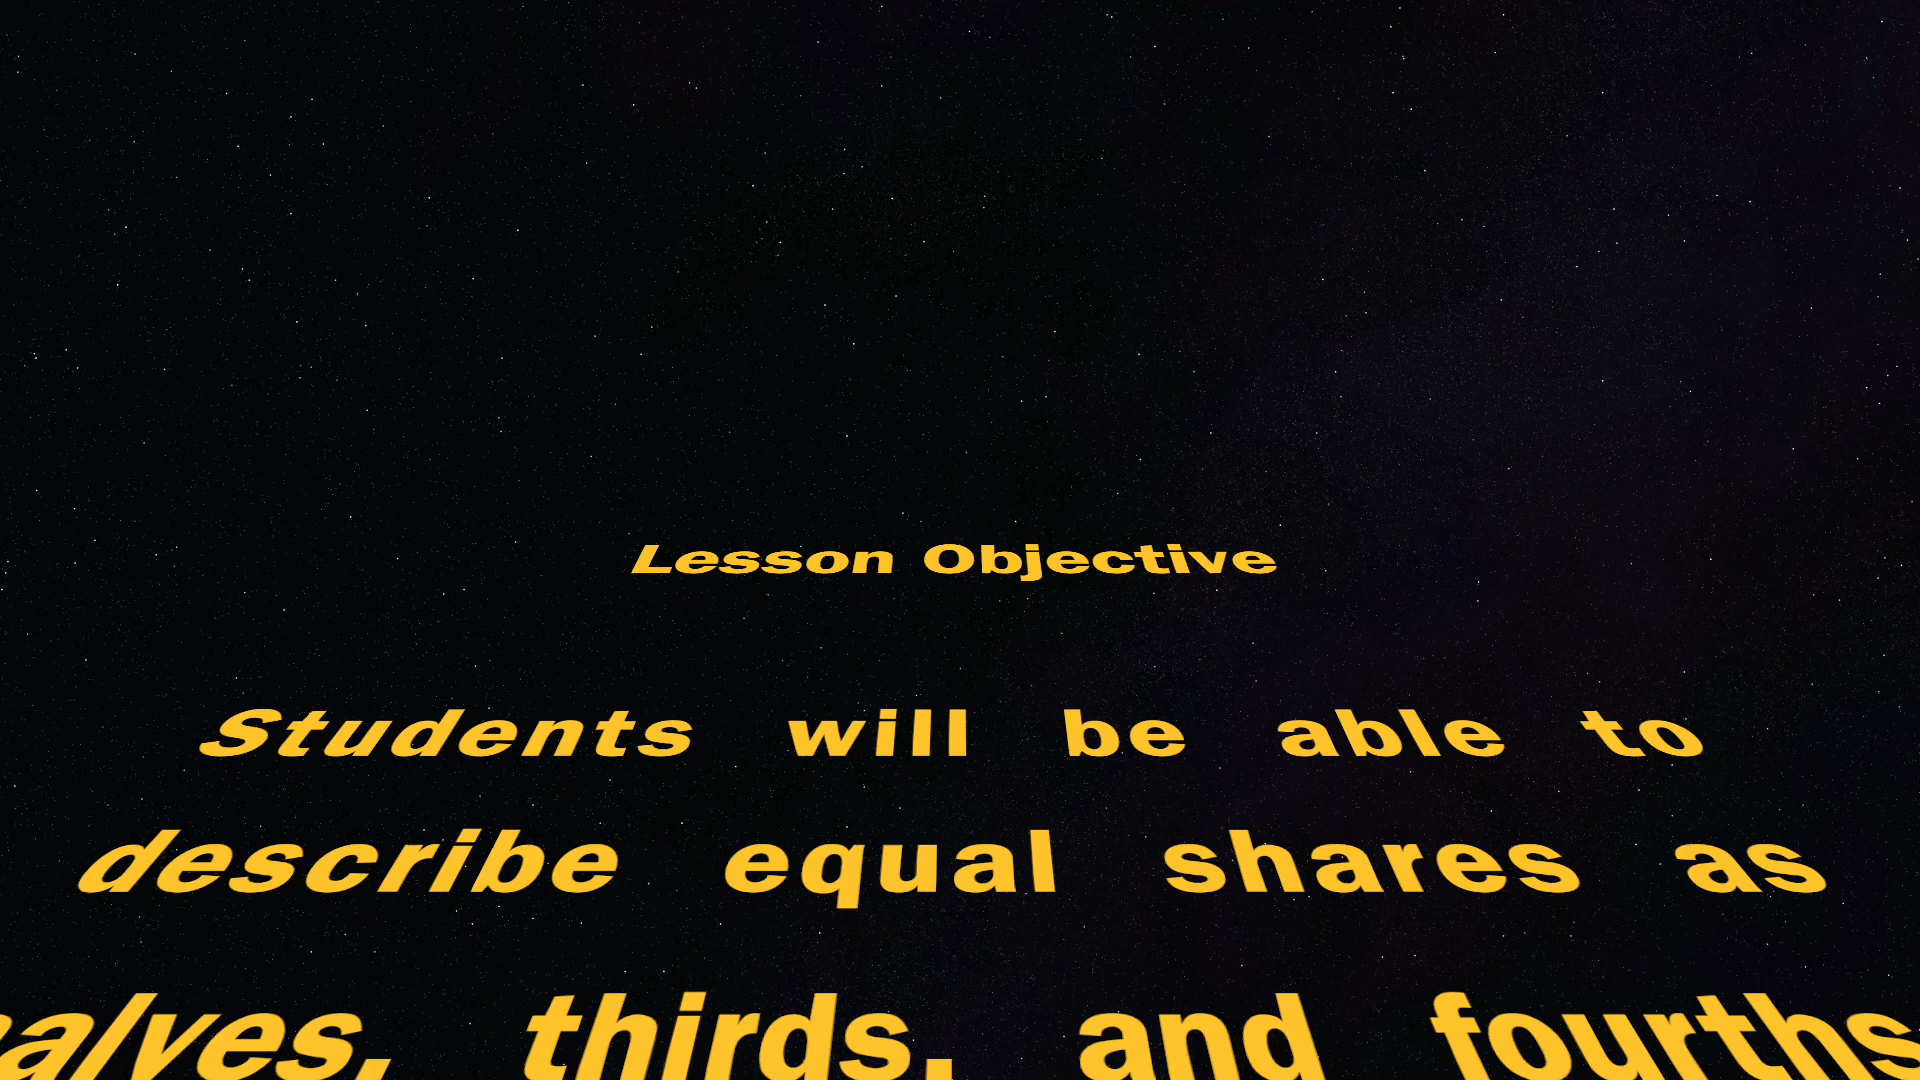 Lesson Objective
Students will be able to
describe equal shares as
alves, thirds, and fourths